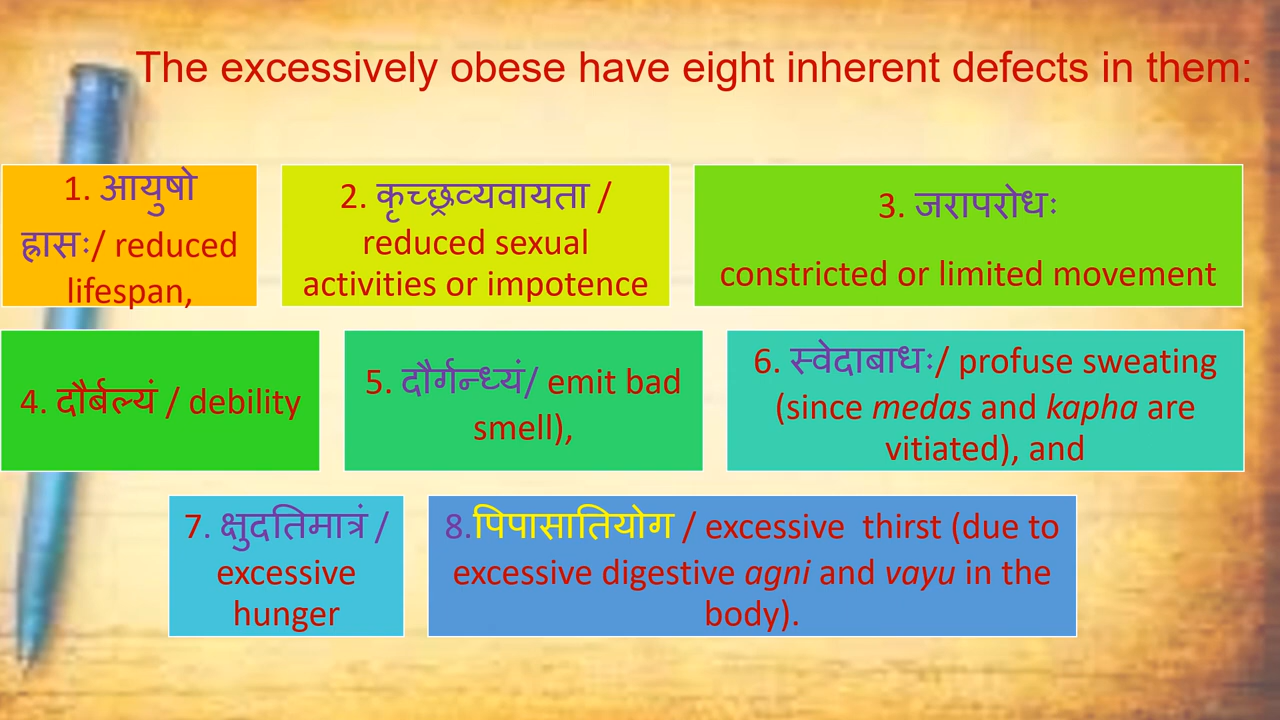 The excessively obese have eight inherent defects in them:
1. आयुषो
ह्रासः/ reduced
lifespan,
2. कृच्छ्रव्यवायता /
reduced sexual
activities or impotence
3. जरापरोधः
constricted or limited movement
4. दौर्बल्यं / debility
5. दौर्गन्ध्यं/ emit bad
smell),
6. स्वेदाबाधः/ profuse sweating
(since medas and kapha are
vitiated), and
7. क्षुदतिमात्रं /
excessive
hunger
8.पिपासातियोग / excessive  thirst (due to
excessive digestive agni and vayu in the
body).